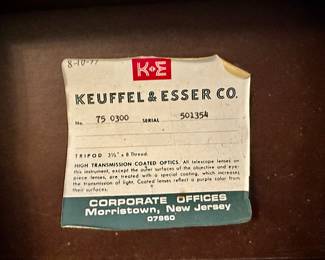 8-10-77
K+E
KEUFFEL & ESSER CO.
No. 75 0300 SERIAL 501354
TRIPOD 3½" x 8 Thread.
HIGH TRANSMISSION COATED OPTICS. All telescope lenses on
this instrument, except the outer surfaces of the objective and eye-
piece lenses, are treated with a special coating, which increases
the transmission of light. Coated lenses reflect a purple color from
their surfaces.
CORPORATE OFFICES
Morristown, New Jersey
07960